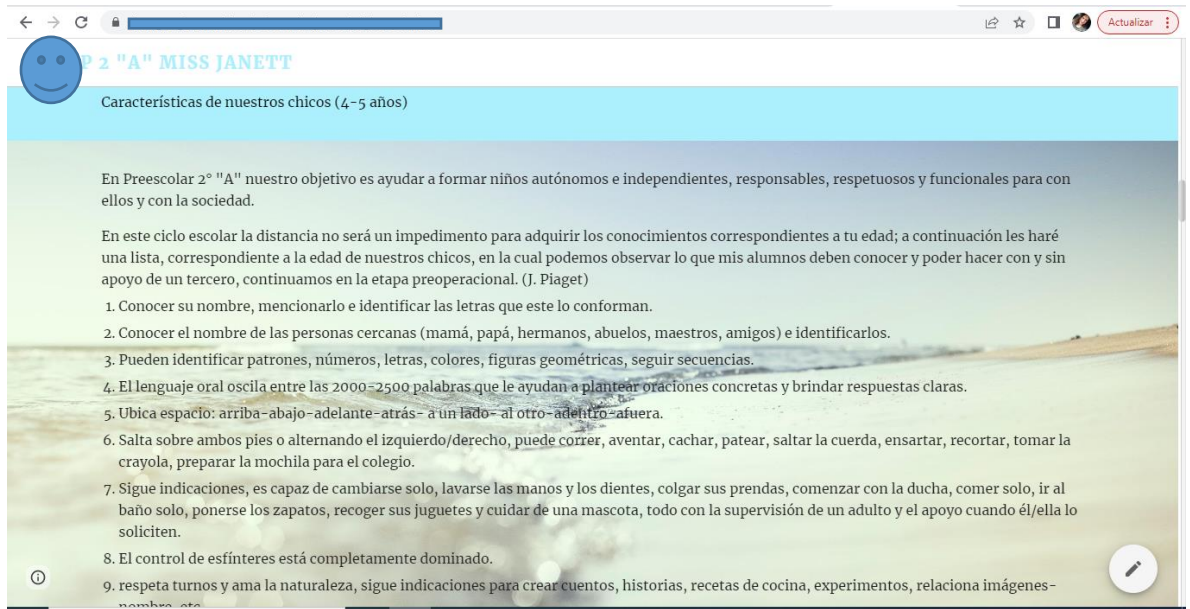 Actualizar
P 2 "A" MISS JANETT
Características de nuestros chicos (4-5 años)
En Preescolar 2° "A" nuestro objetivo es ayudar a formar niños autónomos e independientes, responsables, respetuosos y funcionales para con
ellos y con la sociedad.
En este ciclo escolar la distancia no será un impedimento para adquirir los conocimientos correspondientes a tu edad; a continuación les haré
una lista, correspondiente a la edad de nuestros chicos, en la cual podemos observar lo que mis alumnos deben conocer y poder hacer con y sin
apoyo de un tercero, continuamos en la etapa preoperacional. (J. Piaget)
1. Conocer su nombre, mencionarlo e identificar las letras que este lo conforman.
2. Conocer el nombre de las personas cercanas (mamá, papá, hermanos, abuelos, maestros, amigos) e identificarlos.
3. Pueden identificar patrones, números, letras, colores, figuras geométricas, seguir secuencias.
4. El lenguaje oral oscila entre las 2000-2500 palabras que le ayudan a plantear oraciones concretas y brindar respuestas claras.
5. Ubica espacio: arriba-abajo-adelante-atrás- a un lado- al otro-adentro-afuera.
6. Salta sobre ambos pies o alternando el izquierdo/derecho, puede correr, aventar, cachar, patear, saltar la cuerda, ensartar, recortar, tomar la
crayola, preparar la mochila para el colegio.
7. Sigue indicaciones, es capaz de cambiarse solo, lavarse las manos y los dientes, colgar sus prendas, comenzar con la ducha, comer solo, ir al
baño solo, ponerse los zapatos, recoger sus juguetes y cuidar de una mascota, todo con la supervisión de un adulto y el apoyo cuando él/ella lo
soliciten.
8. El control de esfínteres está completamente dominado.
9. respeta turnos y ama la naturaleza, sigue indicaciones para crear cuentos, historias, recetas de cocina, experimentos, relaciona imágenes-
nombre, etc